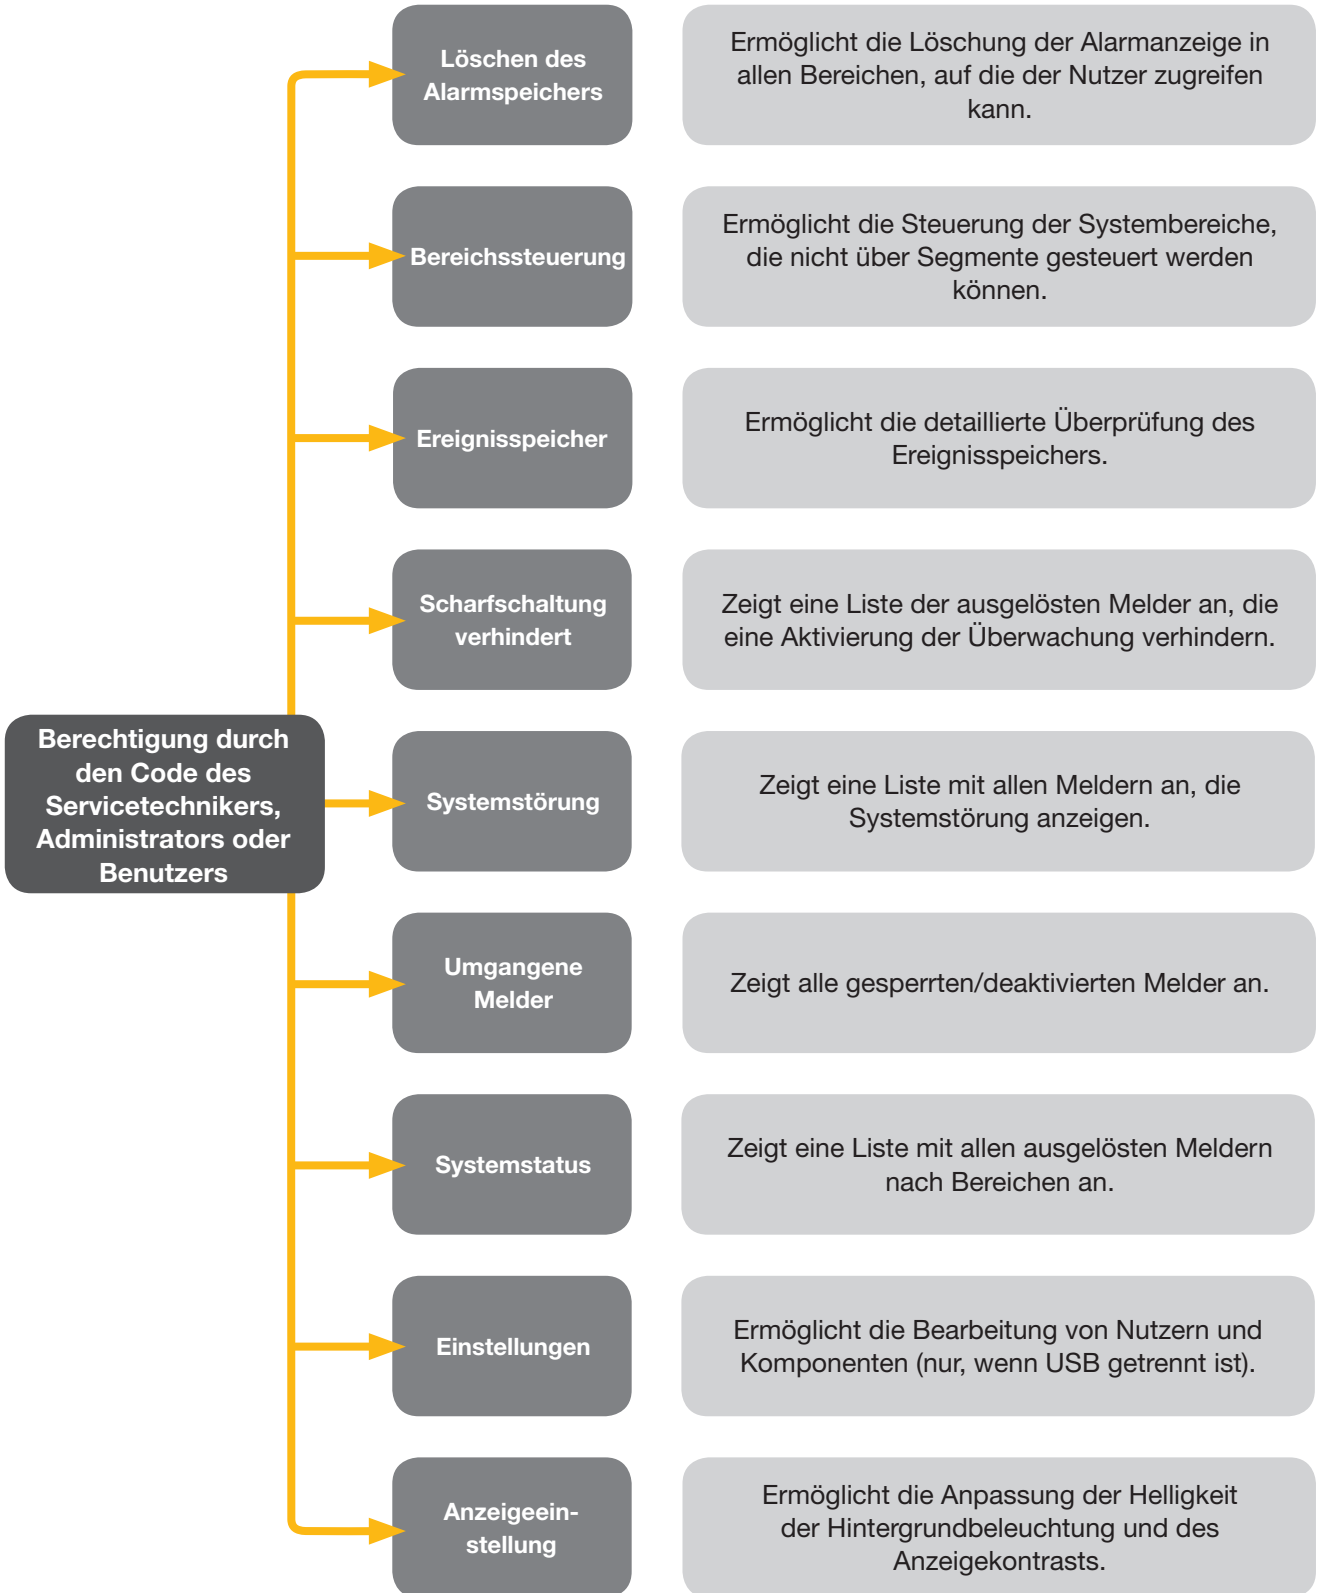 Löschen des
Alarmspeichers
Ermöglicht die Löschung der Alarmanzeige in
allen Bereichen, auf die der Nutzer zugreifen
kann.
Bereichssteuerung
Ermöglicht die Steuerung der Systembereiche,
die nicht über Segmente gesteuert werden
können.
Ereignisspeicher
Ermöglicht die detaillierte Überprüfung des
Ereignisspeichers.
Scharfschaltung
verhindert
Zeigt eine Liste der ausgelösten Melder an, die
eine Aktivierung der Überwachung verhindern.
Berechtigung durch
den Code des
Servicetechnikers,
Administrators oder
Benutzers
Systemstörung
Zeigt eine Liste mit allen Meldern an, die
Systemstörung anzeigen.
Umgangene
Melder
Zeigt alle gesperrten/deaktivierten Melder an.
Systemstatus
Zeigt eine Liste mit allen ausgelösten Meldern
nach Bereichen an.
Einstellungen
Ermöglicht die Bearbeitung von Nutzern und
Komponenten (nur, wenn USB getrennt ist).
Anzeigeein-
stellung
Ermöglicht die Anpassung der Helligkeit
der Hintergrundbeleuchtung und des
Anzeigekontrasts.